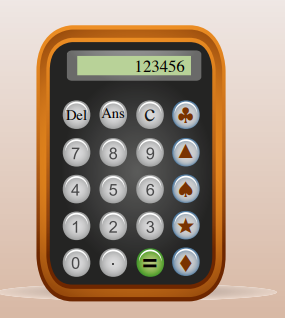 123456
Del Ans C ♣
7 8 9 ▲
4 5 6 ♠
1 2 3 ★
0 . = ♦